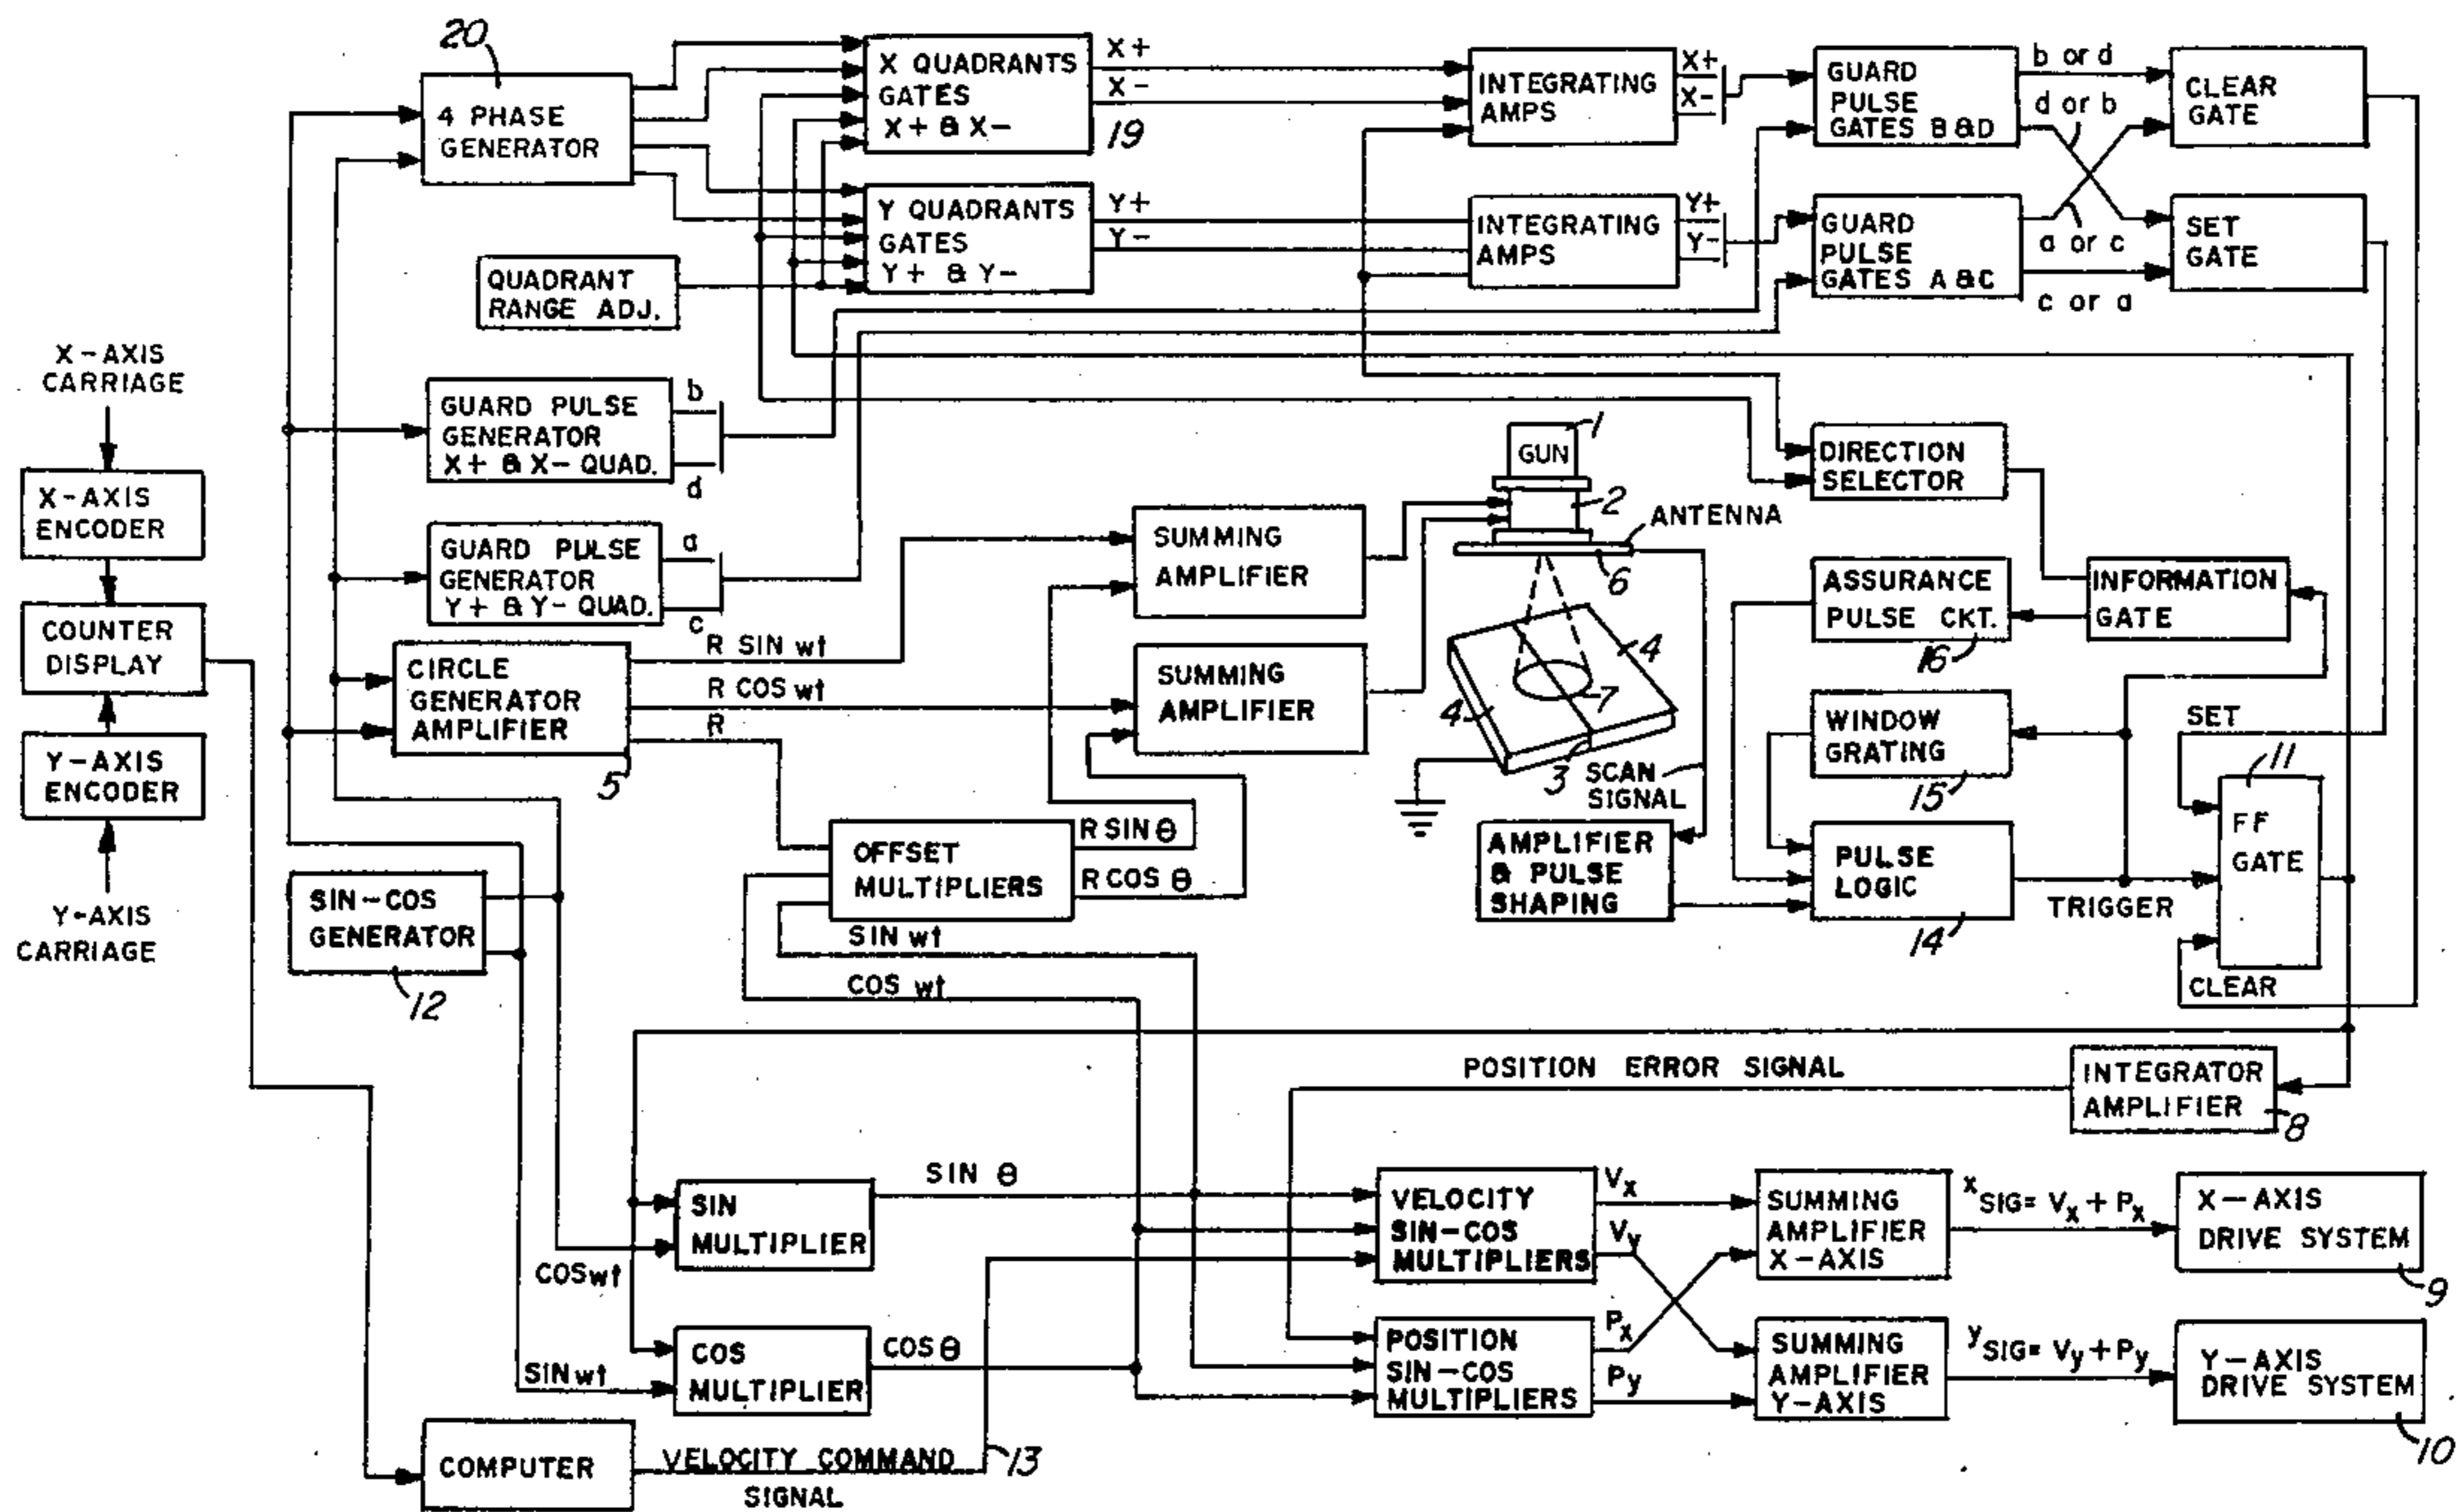 20
4 PHASE
GENERATOR
X QUADRANTS
GATES
X+ & X-
X+
X-
19
INTEGRATING
AMPS
X+
X-
GUARD
PULSE
GATES B&D
b or d
d or b
CLEAR
GATE
Y QUADRANTS
GATES
Y+ & Y-
Y+
Y-
INTEGRATING
AMPS
Y+
Y-
GUARD
PULSE
GATES A&C
a or c
c or a
SET
GATE
QUADRANT
RANGE ADJ.
X-AXIS
CARRIAGE
X-AXIS
ENCODER
COUNTER
DISPLAY
Y-AXIS
ENCODER
Y-AXIS
CARRIAGE
GUARD PULSE
GENERATOR
X+ & X- QUAD.
b
d
GUARD PULSE
GENERATOR
Y+ & Y- QUAD.
a
c
CIRCLE
GENERATOR
AMPLIFIER
5
R SIN wt
R COS wt
R
SUMMING
AMPLIFIER
SUMMING
AMPLIFIER
GUN
1
2
ANTENNA
6
4
4
7
3
SCAN
SIGNAL
DIRECTION
SELECTOR
ASSURANCE
PULSE CKT.
16
INFORMATION
GATE
WINDOW
GRATING
15
SET
11
FF
GATE
CLEAR
AMPLIFIER
& PULSE
SHAPING
PULSE
LOGIC
14
TRIGGER
OFFSET
MULTIPLIERS
R SIN θ
R COS θ
SIN wt
COS wt
SIN-COS
GENERATOR
12
POSITION ERROR SIGNAL
INTEGRATOR
AMPLIFIER
8
SIN
MULTIPLIER
SIN θ
COS wt
COS
MULTIPLIER
COS θ
SIN wt
VELOCITY
SIN-COS
MULTIPLIERS
Vx
Vy
SUMMING
AMPLIFIER
X-AXIS
xSIG= Vx + Px
X-AXIS
DRIVE SYSTEM
9
POSITION
SIN-COS
MULTIPLIERS
Px
Py
SUMMING
AMPLIFIER
Y-AXIS
ySIG= Vy + Py
Y-AXIS
DRIVE SYSTEM
10
COMPUTER
VELOCITY COMMAND
SIGNAL
13